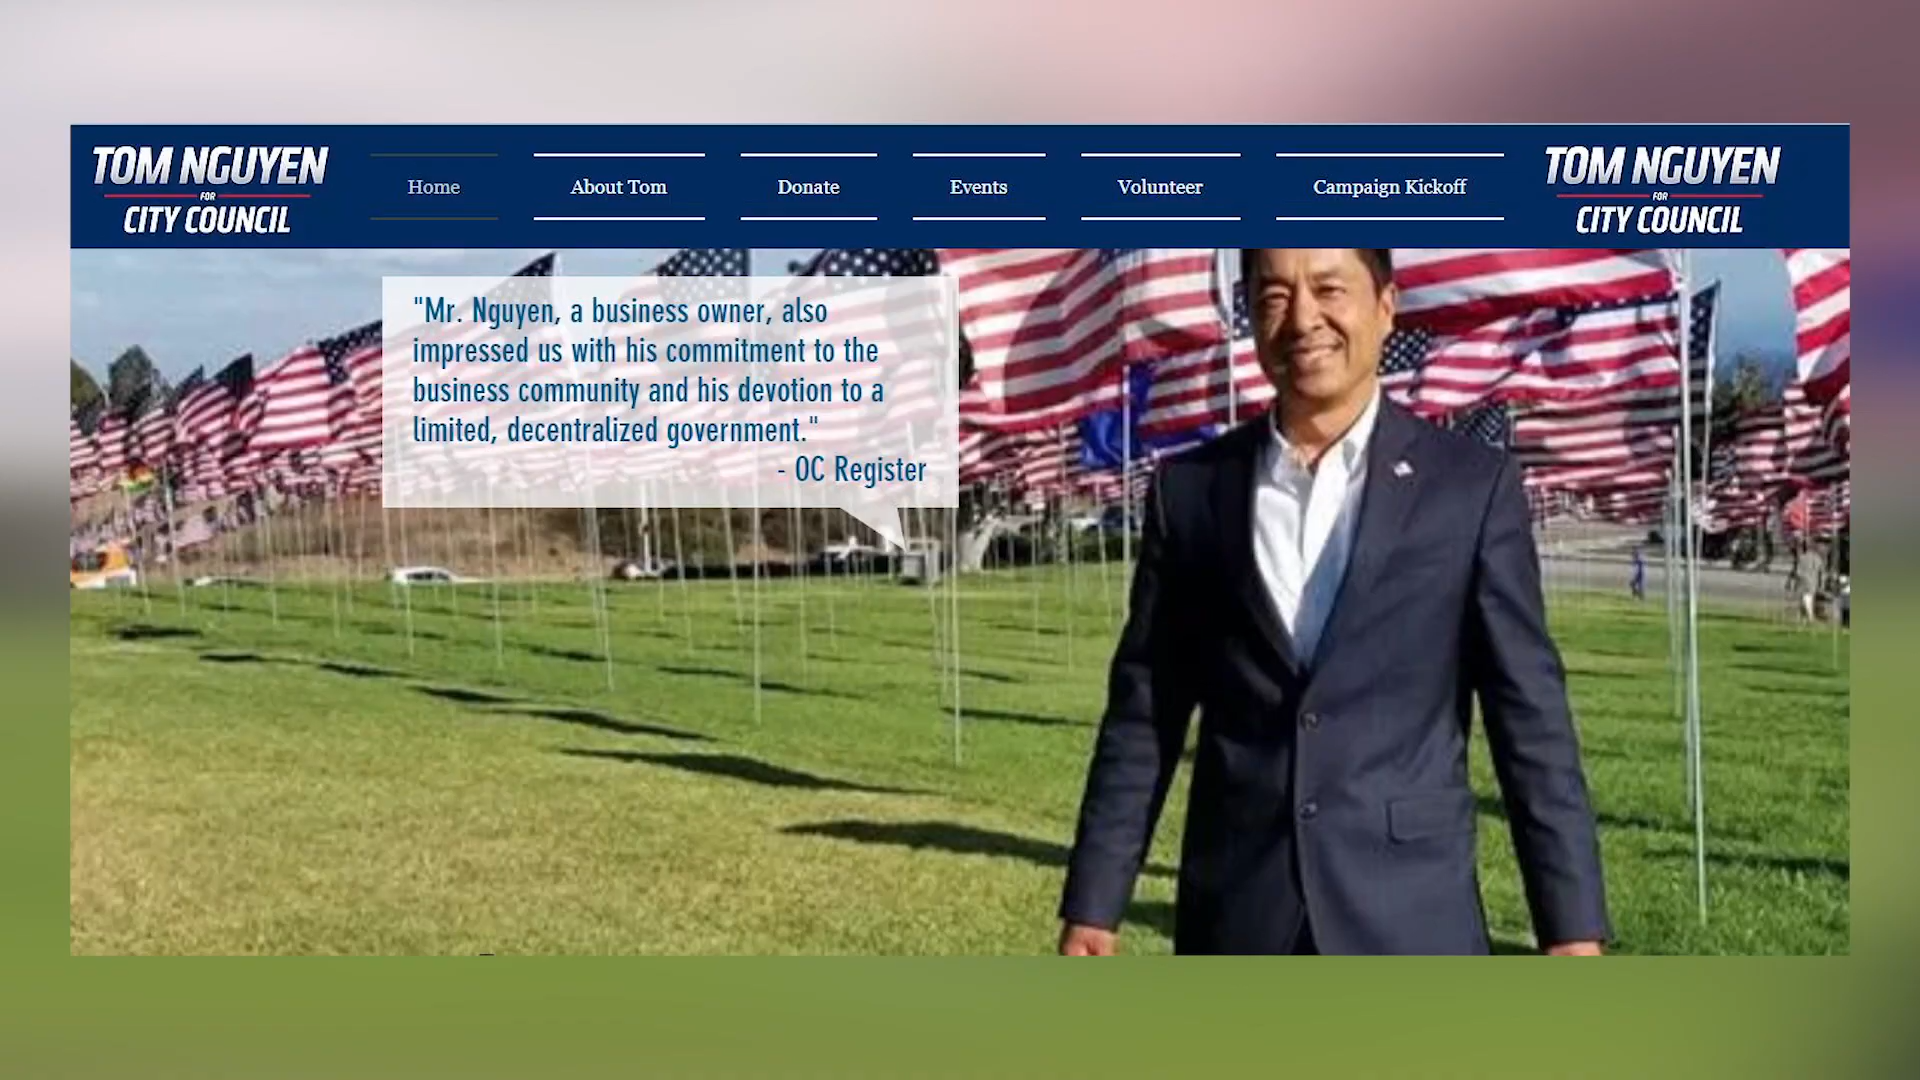 TOM NGUYEN
FOR
CITY COUNCIL
Home
About Tom
Donate
Events
Volunteer
Campaign Kickoff
TOM NGUYEN
FOR
CITY COUNCIL
"Mr. Nguyen, a business owner, also
impressed us with his commitment to the
business community and his devotion to a
limited, decentralized government."
- OC Register